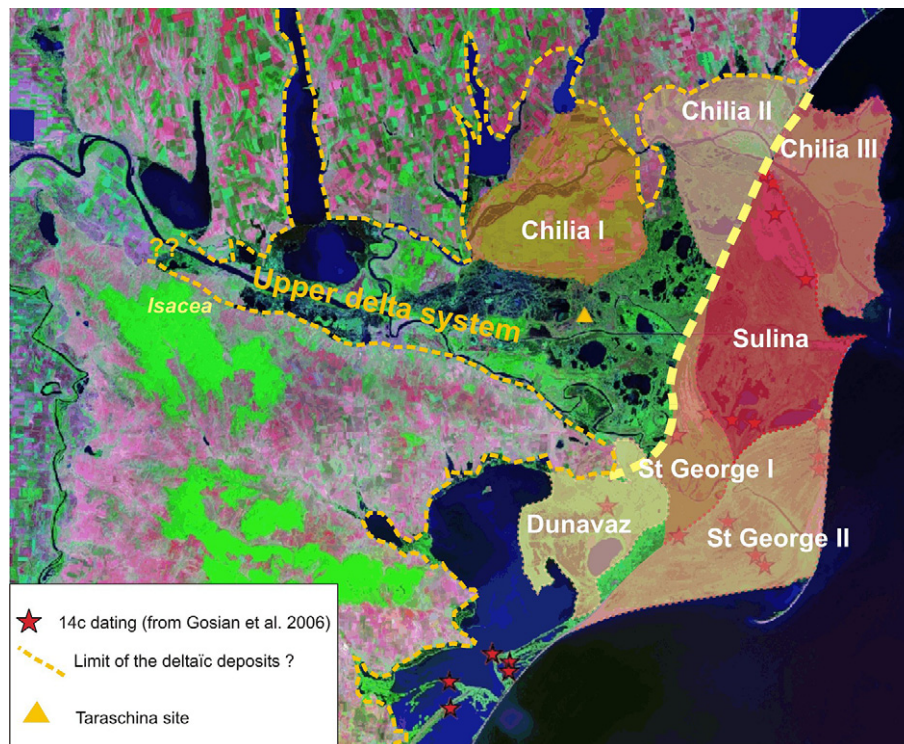 Chilia II
Chilia III
Chilia I
??
Isacea
Upper delta system
Sulina
St George I
Dunavaz
St George II
14c dating (from Gosian et al. 2006)
Limit of the deltaïc deposits ?
Taraschina site